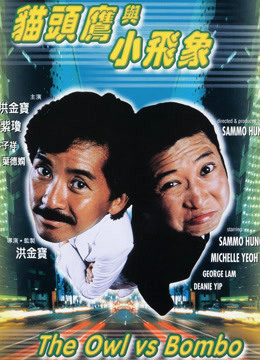 貓頭鷹與
小飛象
主演
洪金寶
紫瓊
子祥
葉德嫻
導演·監製
洪金寶
directed & produced
SAMMO HUN
starring
SAMMO HUNG
MICHELLE YEOH
GEORGE LAM
DEANIE YIP
The Owl vs Bombo